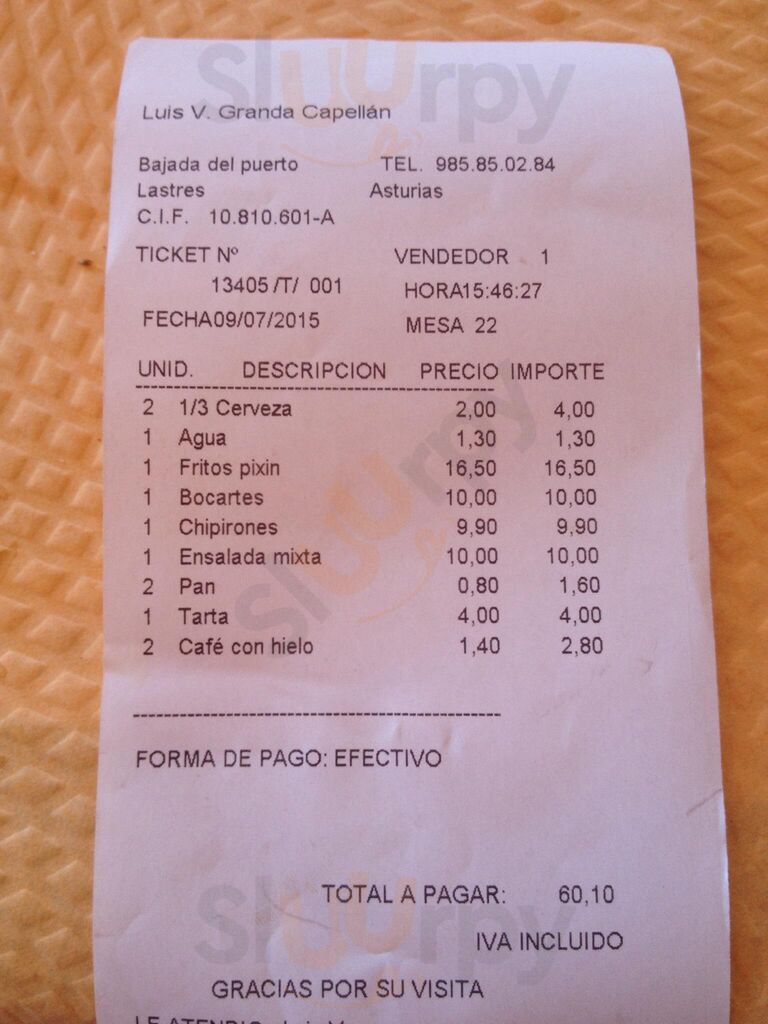 Sluurpy
Luis V. Granda Capellán
Bajada del puerto TEL. 985.85.02.84
Lastres Asturias
C.I.F. 10.810.601-A
TICKET Nº VENDEDOR 1
13405 /T/ 001 HORA15:46:27
FECHA09/07/2015 MESA 22
UNID. DESCRIPCION PRECIO IMPORTE
2 1/3 Cerveza 2,00 4,00
1 Agua 1,30 1,30
1 Fritos pixin 16,50 16,50
1 Bocartes 10,00 10,00
1 Chipirones 9,90 9,90
1 Ensalada mixta 10,00 10,00
2 Pan 0,80 1,60
1 Tarta 4,00 4,00
2 Café con hielo 1,40 2,80
Sluurpy
FORMA DE PAGO: EFECTIVO
TOTAL A PAGAR: 60,10
Sluurpy
IVA INCLUIDO
GRACIAS POR SU VISITA
LE ATENDIO